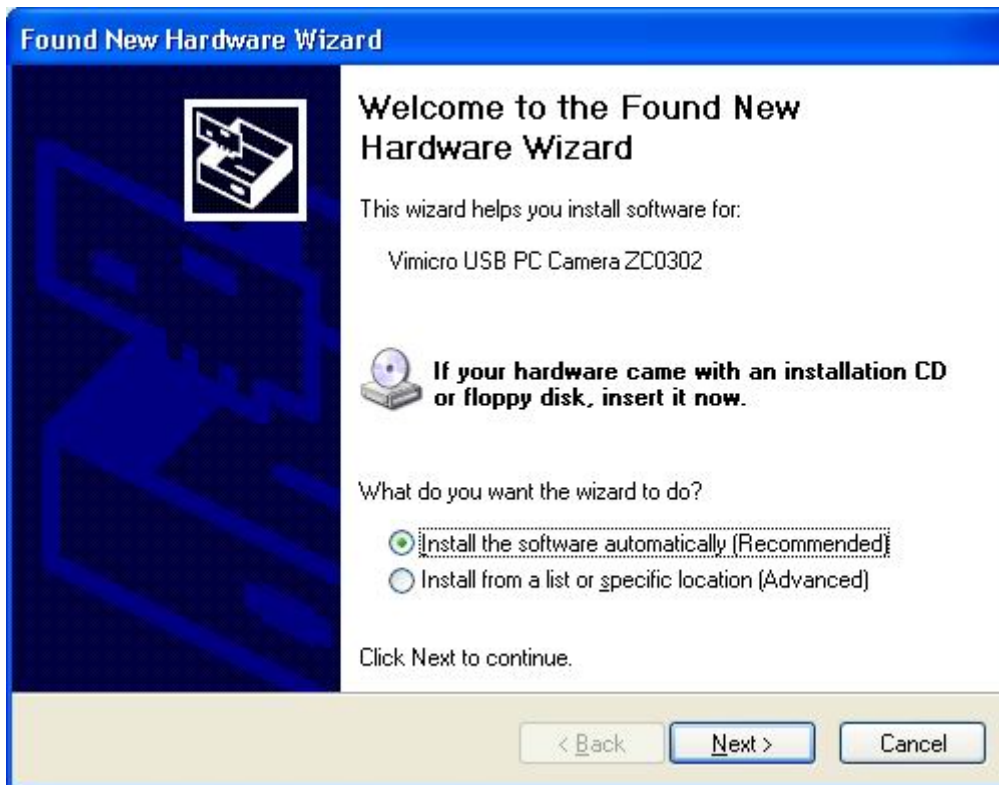 Found New Hardware Wizard
Welcome to the Found New
Hardware Wizard
This wizard helps you install software for:
Vimicro USB PC Camera ZC0302
If your hardware came with an installation CD
or floppy disk, insert it now.
What do you want the wizard to do?
Install the software automatically (Recommended)
Install from a list or specific location (Advanced)
Click Next to continue.
< Back Next > Cancel